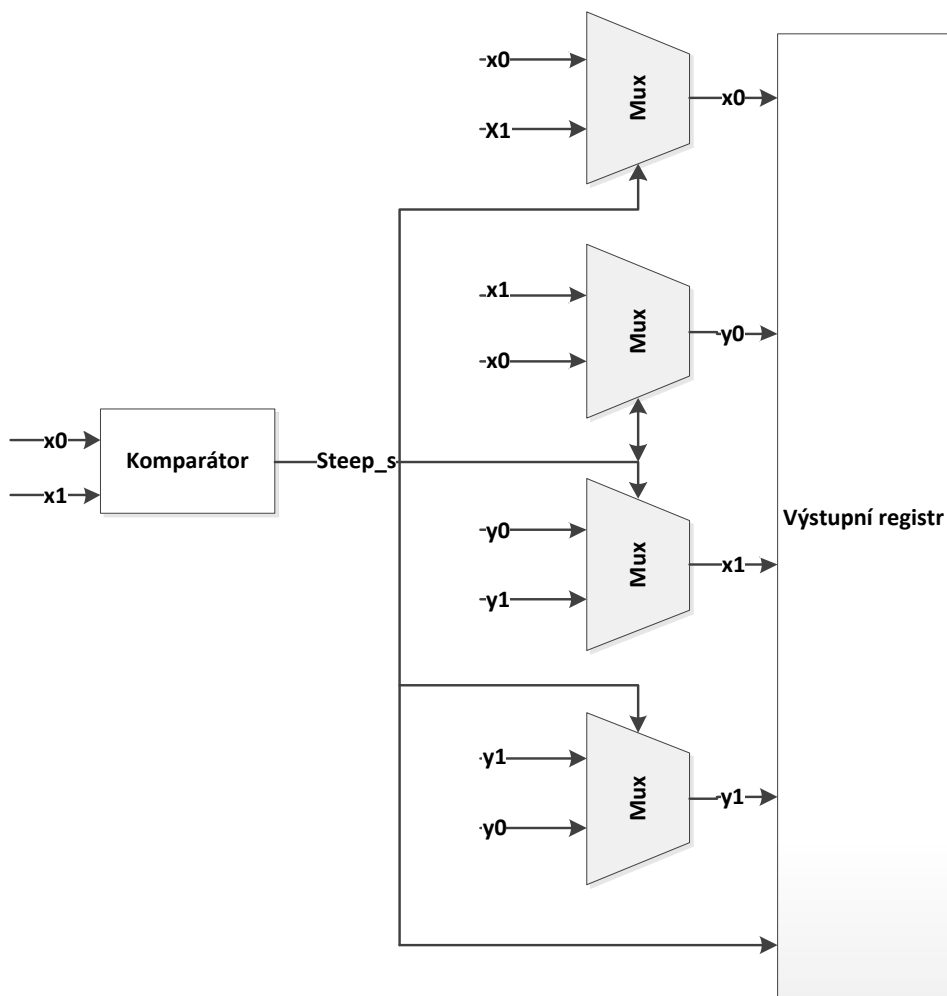 x0
X1
Mux
x0
x1
x0
Mux
y0
x0
x1
Komparátor
Steep_s
y0
y1
Mux
x1
Výstupní registr
y1
y0
Mux
y1